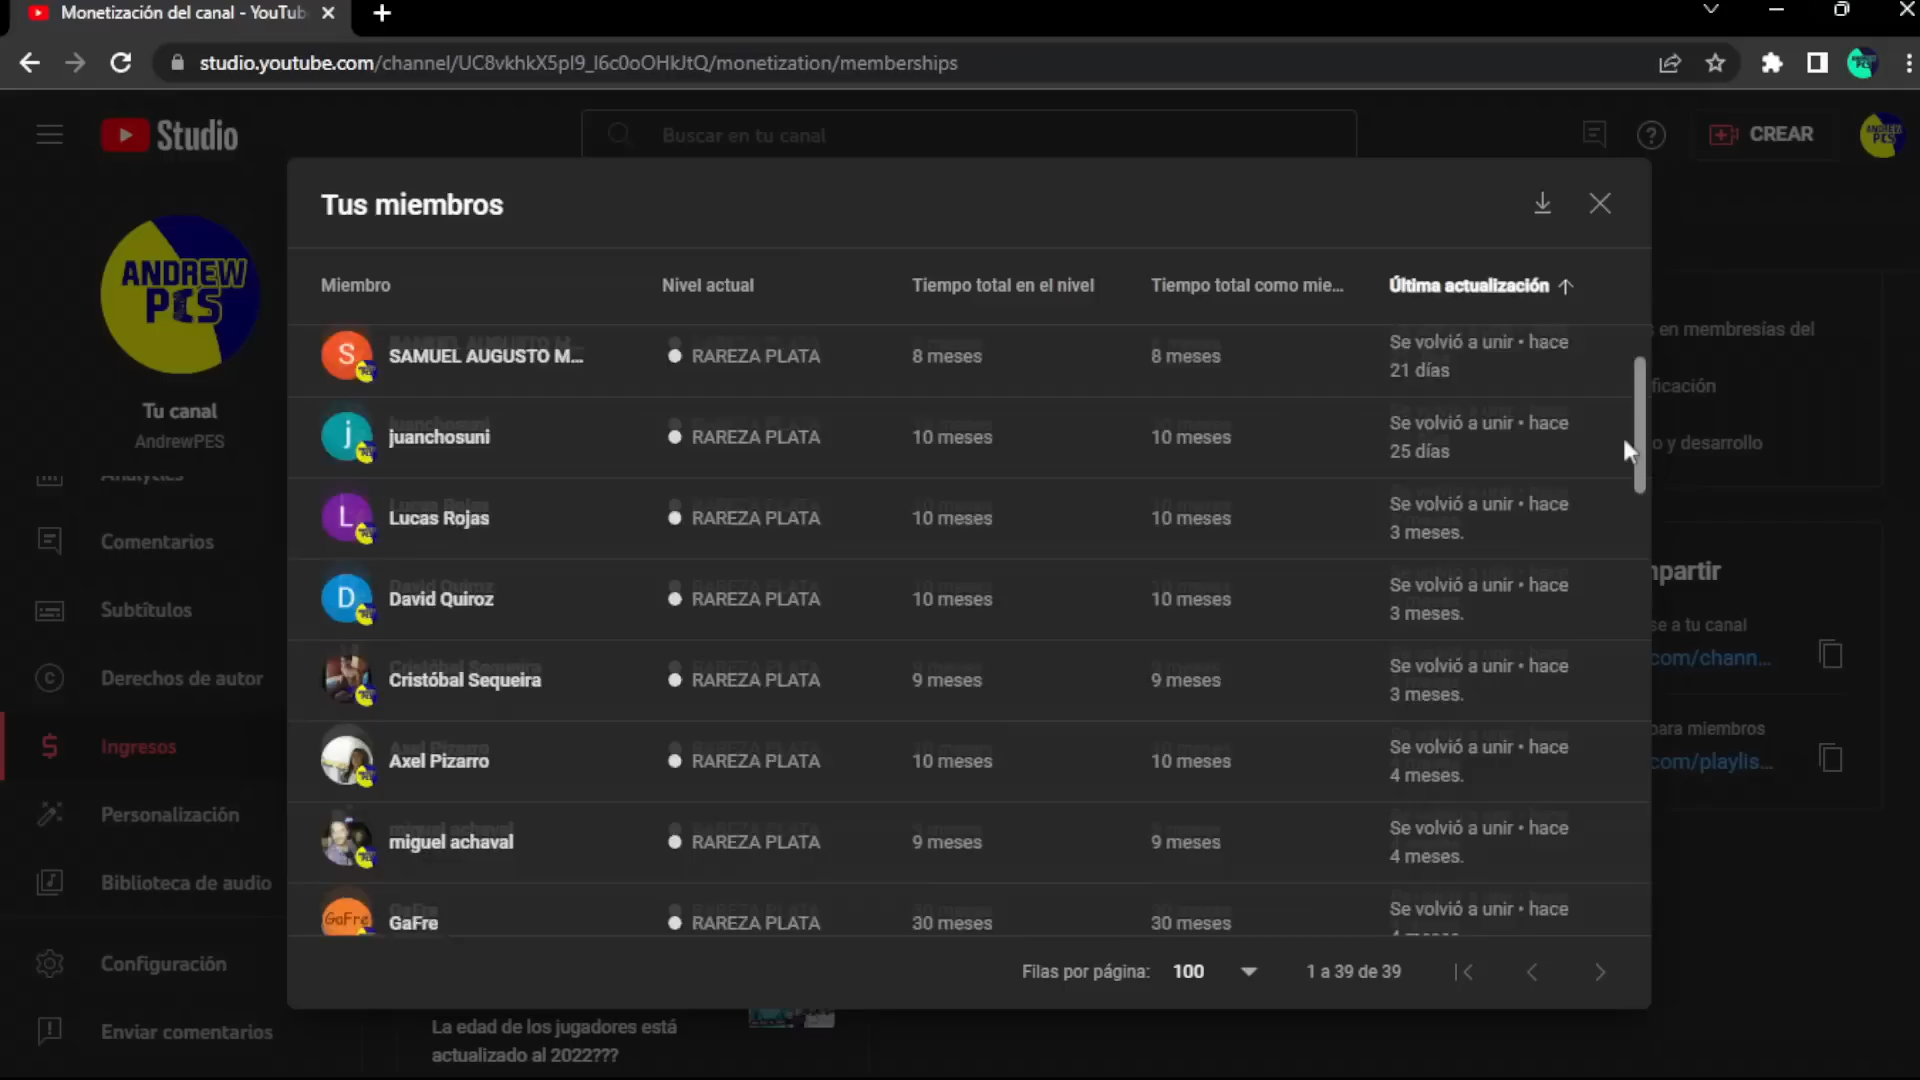 Monetización del canal - YouTub
studio.youtube.com/channel/UC8vkhkX5pI9_I6c0oOHkJtQ/monetization/memberships
Studio
Buscar en tu canal
CREAR
ANDREW
PES
Tus miembros
Miembro
Nivel actual
Tiempo total en el nivel
Tiempo total como mie...
Última actualización
S
SAMUEL AUGUSTO M...
RAREZA PLATA
8 meses
8 meses
Se volvió a unir • hace
21 días
j
juanchosuni
RAREZA PLATA
10 meses
10 meses
Se volvió a unir • hace
25 días
L
Lucas Rojas
RAREZA PLATA
10 meses
10 meses
Se volvió a unir • hace
3 meses.
D
David Quiroz
RAREZA PLATA
10 meses
10 meses
Se volvió a unir • hace
3 meses.
Cristóbal Sequeira
RAREZA PLATA
9 meses
9 meses
Se volvió a unir • hace
3 meses.
Axel Pizarro
RAREZA PLATA
10 meses
10 meses
Se volvió a unir • hace
4 meses.
miguel achaval
RAREZA PLATA
9 meses
9 meses
Se volvió a unir • hace
4 meses.
GaFre
GaFre
RAREZA PLATA
30 meses
30 meses
Se volvió a unir • hace
Filas por página:
100
1 a 39 de 39
ANDREW
PES
Tu canal
AndrewPES
Analytics
Comentarios
Subtítulos
Derechos de autor
Ingresos
Personalización
Biblioteca de audio
Configuración
Enviar comentarios
en membresías del
ificación
o y desarrollo
mpartir
se a tu canal
com/chann...
para miembros
com/playlis...
La edad de los jugadores está
actualizado al 2022???